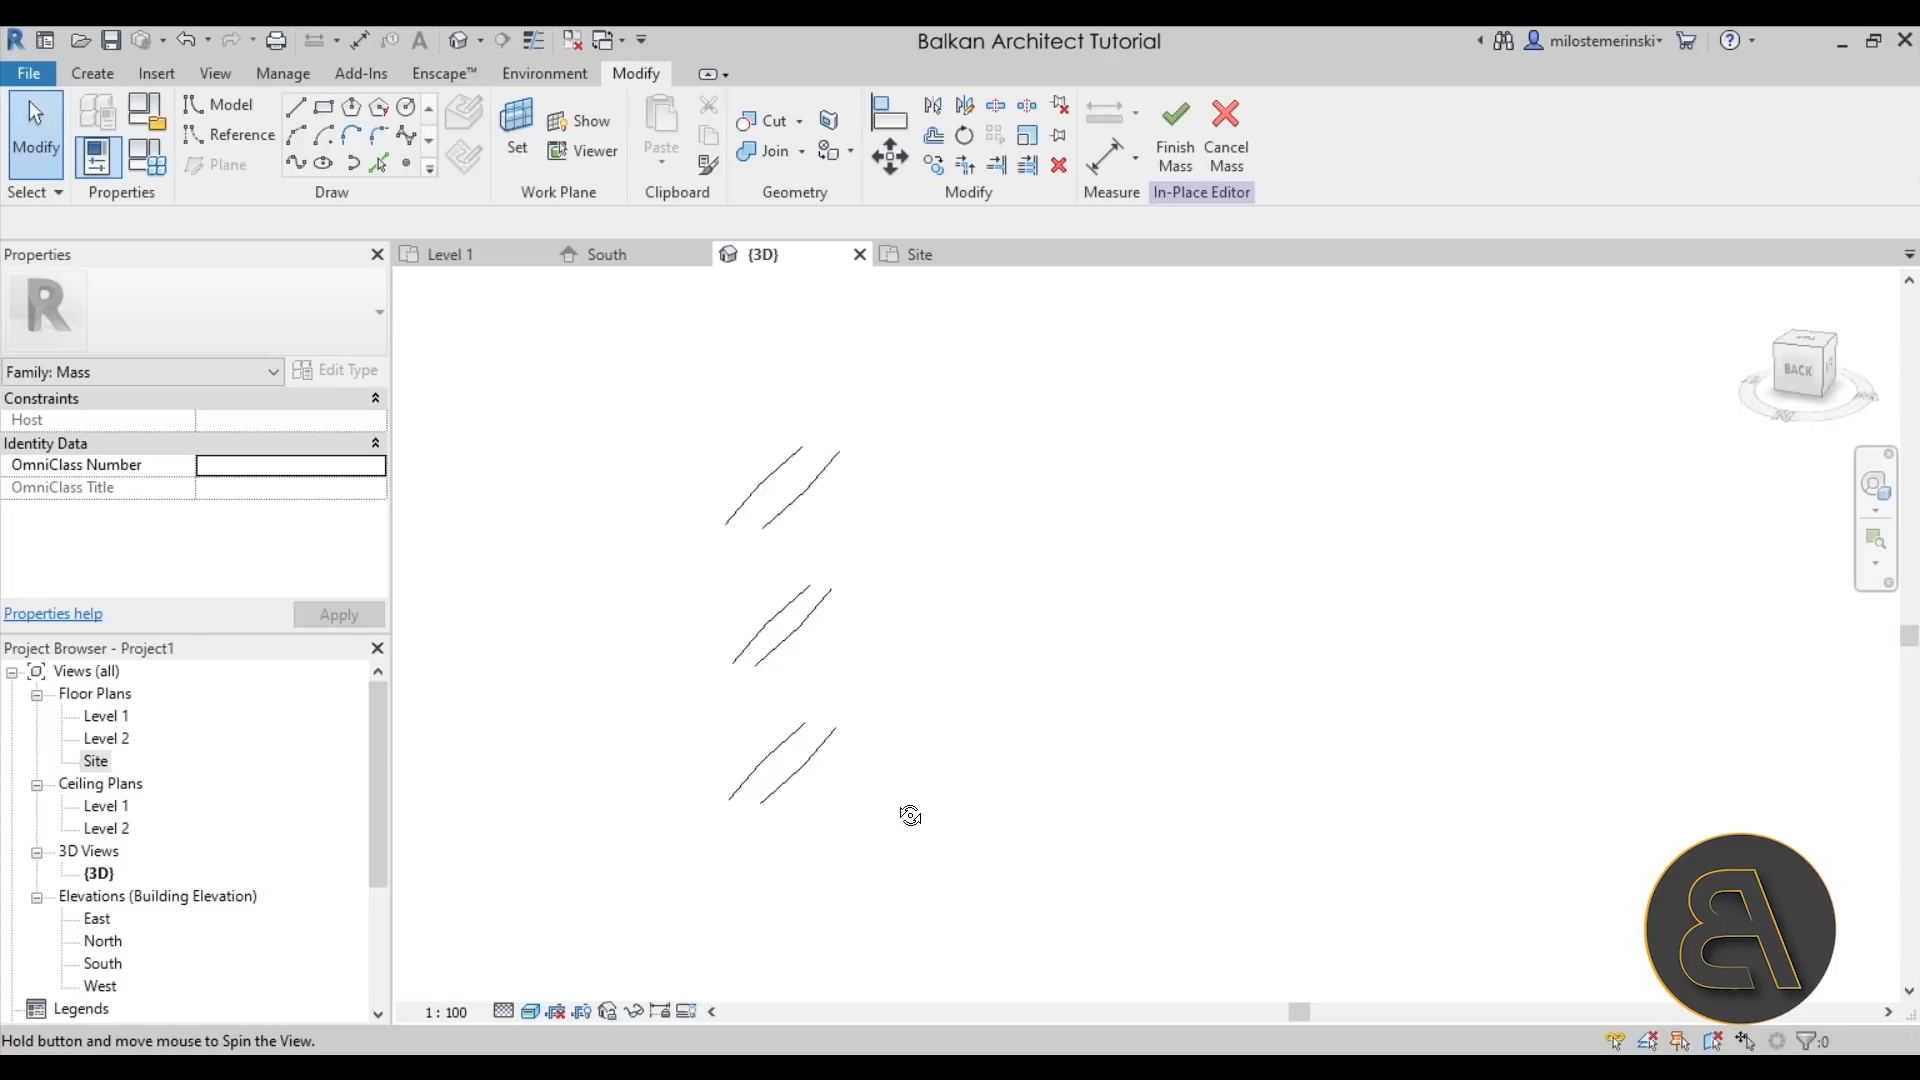 Balkan Architect Tutorial
milostemerinski
File Create Insert View Manage Add-Ins Enscape™ Environment Modify
Modify
Select
Properties
Model
Reference
Plane
Draw
Set
Show
Viewer
Work Plane
Paste
Clipboard
Cut
Join
Geometry
Modify
Measure
Finish Mass
Cancel Mass
In-Place Editor
Properties
Level 1
South
{3D}
Site
R
Family: Mass
Edit Type
Constraints
Host
Identity Data
OmniClass Number
OmniClass Title
Properties help
Apply
BACK
Project Browser - Project1
Views (all)
Floor Plans
Level 1
Level 2
Site
Ceiling Plans
Level 1
Level 2
3D Views
{3D}
Elevations (Building Elevation)
East
North
South
West
Legends
1 : 100
Hold button and move mouse to Spin the View.
:0